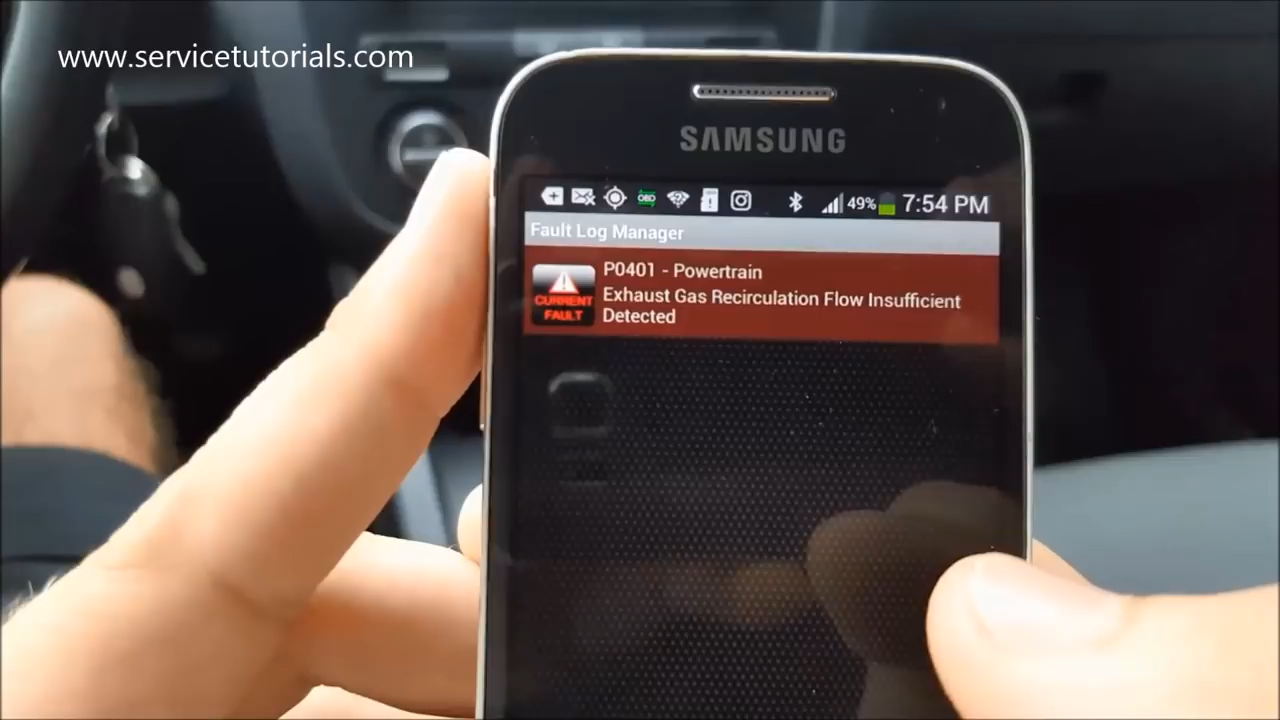 www.servicetutorials.com
SAMSUNG
OBD
49% 7:54 PM
Fault Log Manager
P0401 - Powertrain
Exhaust Gas Recirculation Flow Insufficient
Detected
CURRENT
FAULT